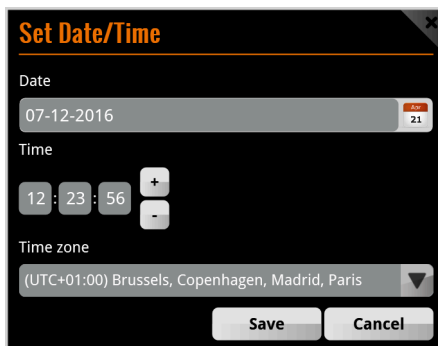 Set Date/Time
Date
07-12-2016
Apr
21
Time
12 : 23 : 56
+
-
Time zone
(UTC+01:00) Brussels, Copenhagen, Madrid, Paris
Save Cancel